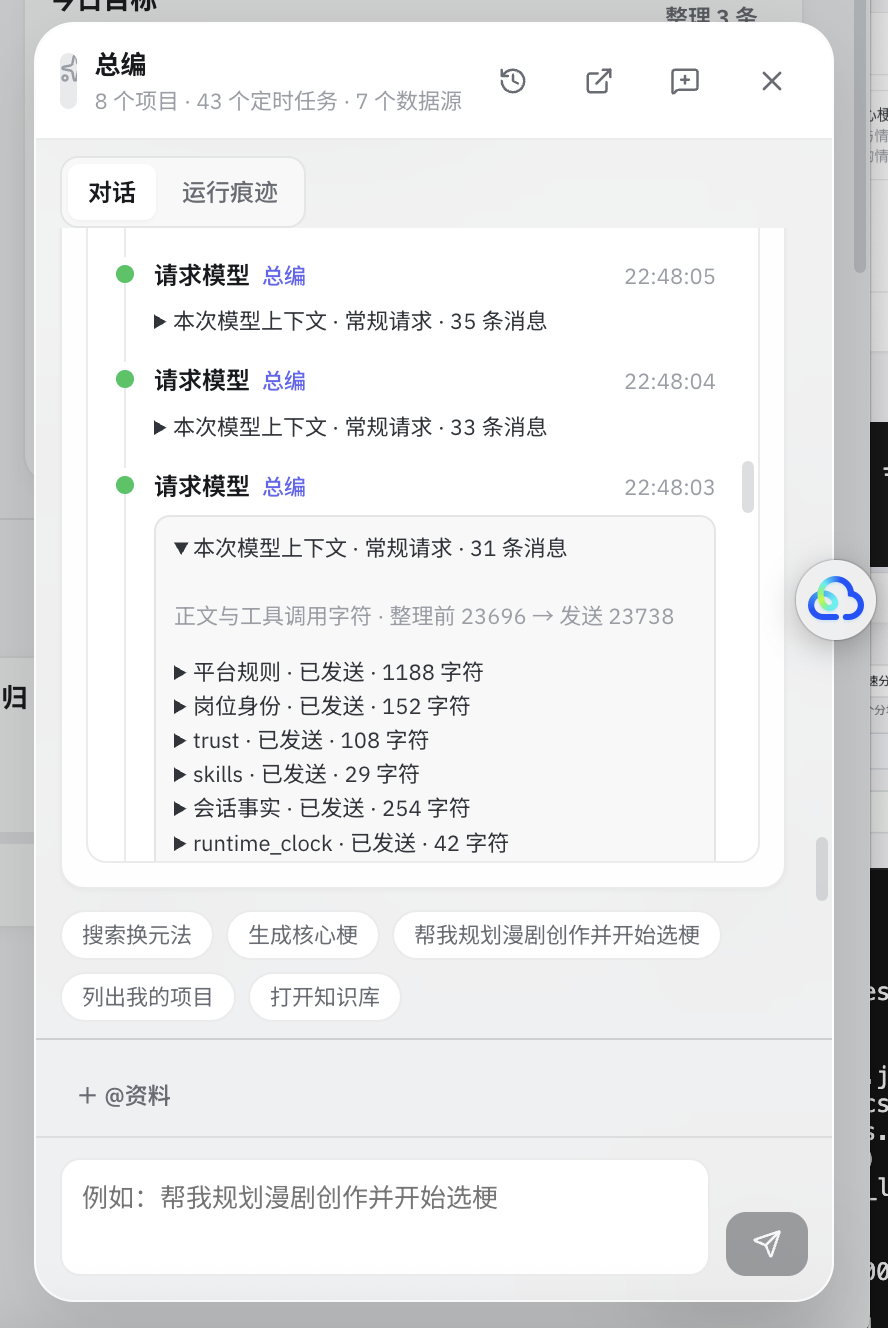 今日目标
整理 3 条
总编
8 个项目 · 43 个定时任务 · 7 个数据源
对话
运行痕迹
请求模型 总编 22:48:05
▶ 本次模型上下文 · 常规请求 · 35 条消息
请求模型 总编 22:48:04
▶ 本次模型上下文 · 常规请求 · 33 条消息
请求模型 总编 22:48:03
▼ 本次模型上下文 · 常规请求 · 31 条消息
正文与工具调用字符 · 整理前 23696 → 发送 23738
▶ 平台规则 · 已发送 · 1188 字符
▶ 岗位身份 · 已发送 · 152 字符
▶ trust · 已发送 · 108 字符
▶ skills · 已发送 · 29 字符
▶ 会话事实 · 已发送 · 254 字符
▶ runtime_clock · 已发送 · 42 字符
归
搜索换元法
生成核心梗
帮我规划漫剧创作并开始选梗
列出我的项目
打开知识库
+ @资料
例如：帮我规划漫剧创作并开始选梗